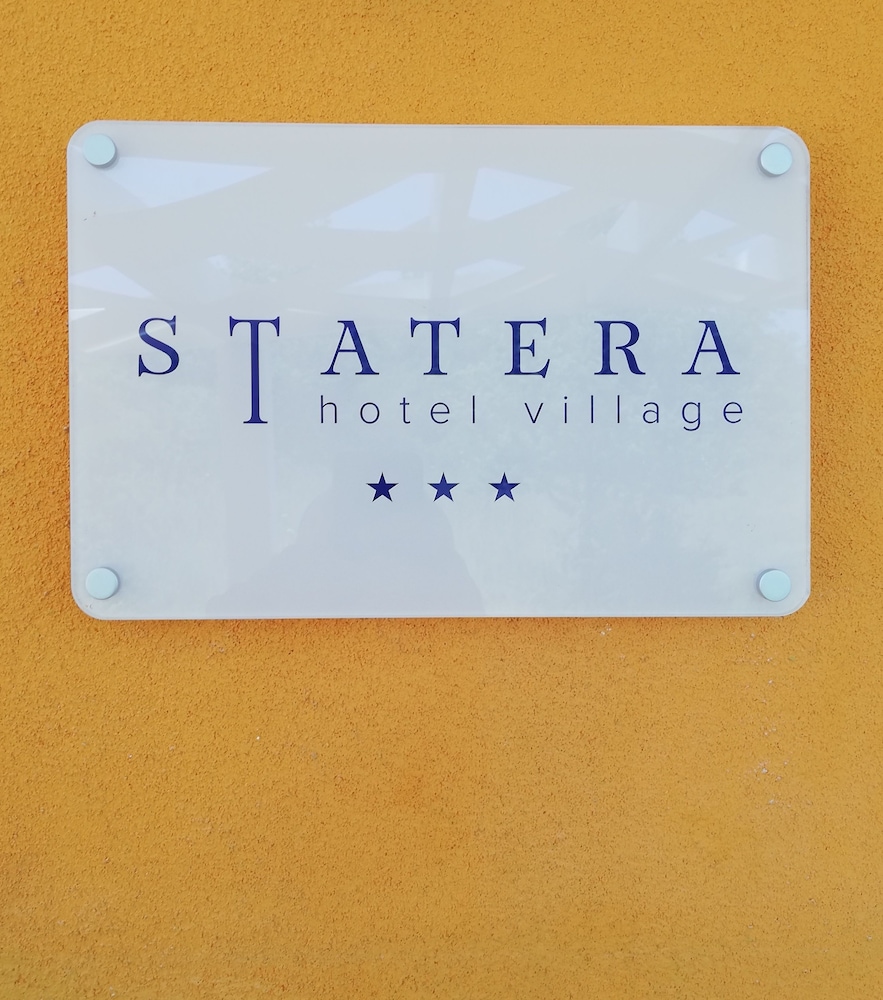 STATERA
hotel village
★ ★ ★